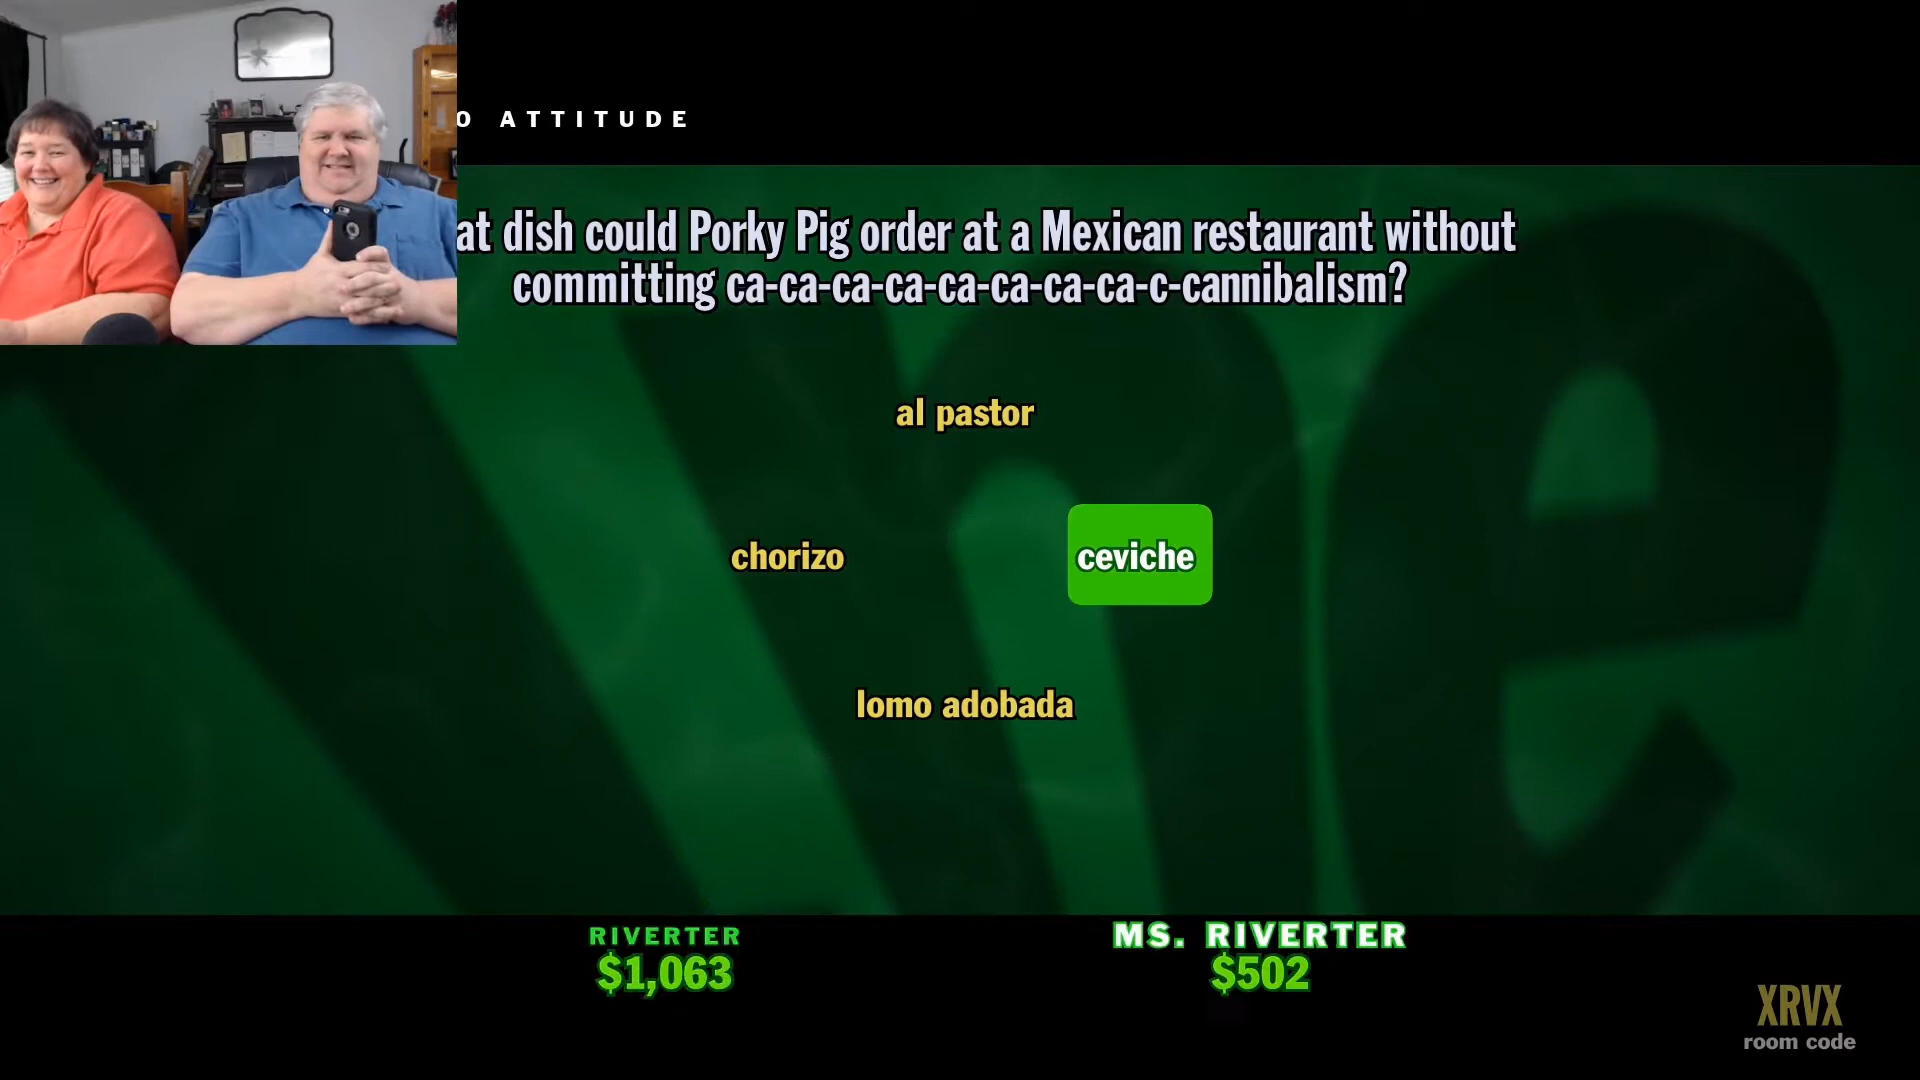 O ATTITUDE
at dish could Porky Pig order at a Mexican restaurant without
committing ca-ca-ca-ca-ca-ca-ca-ca-c-cannibalism?
al pastor
chorizo
ceviche
lomo adobada
RIVERTER
MS. RIVERTER
$1,063
$502
XRVX
room code